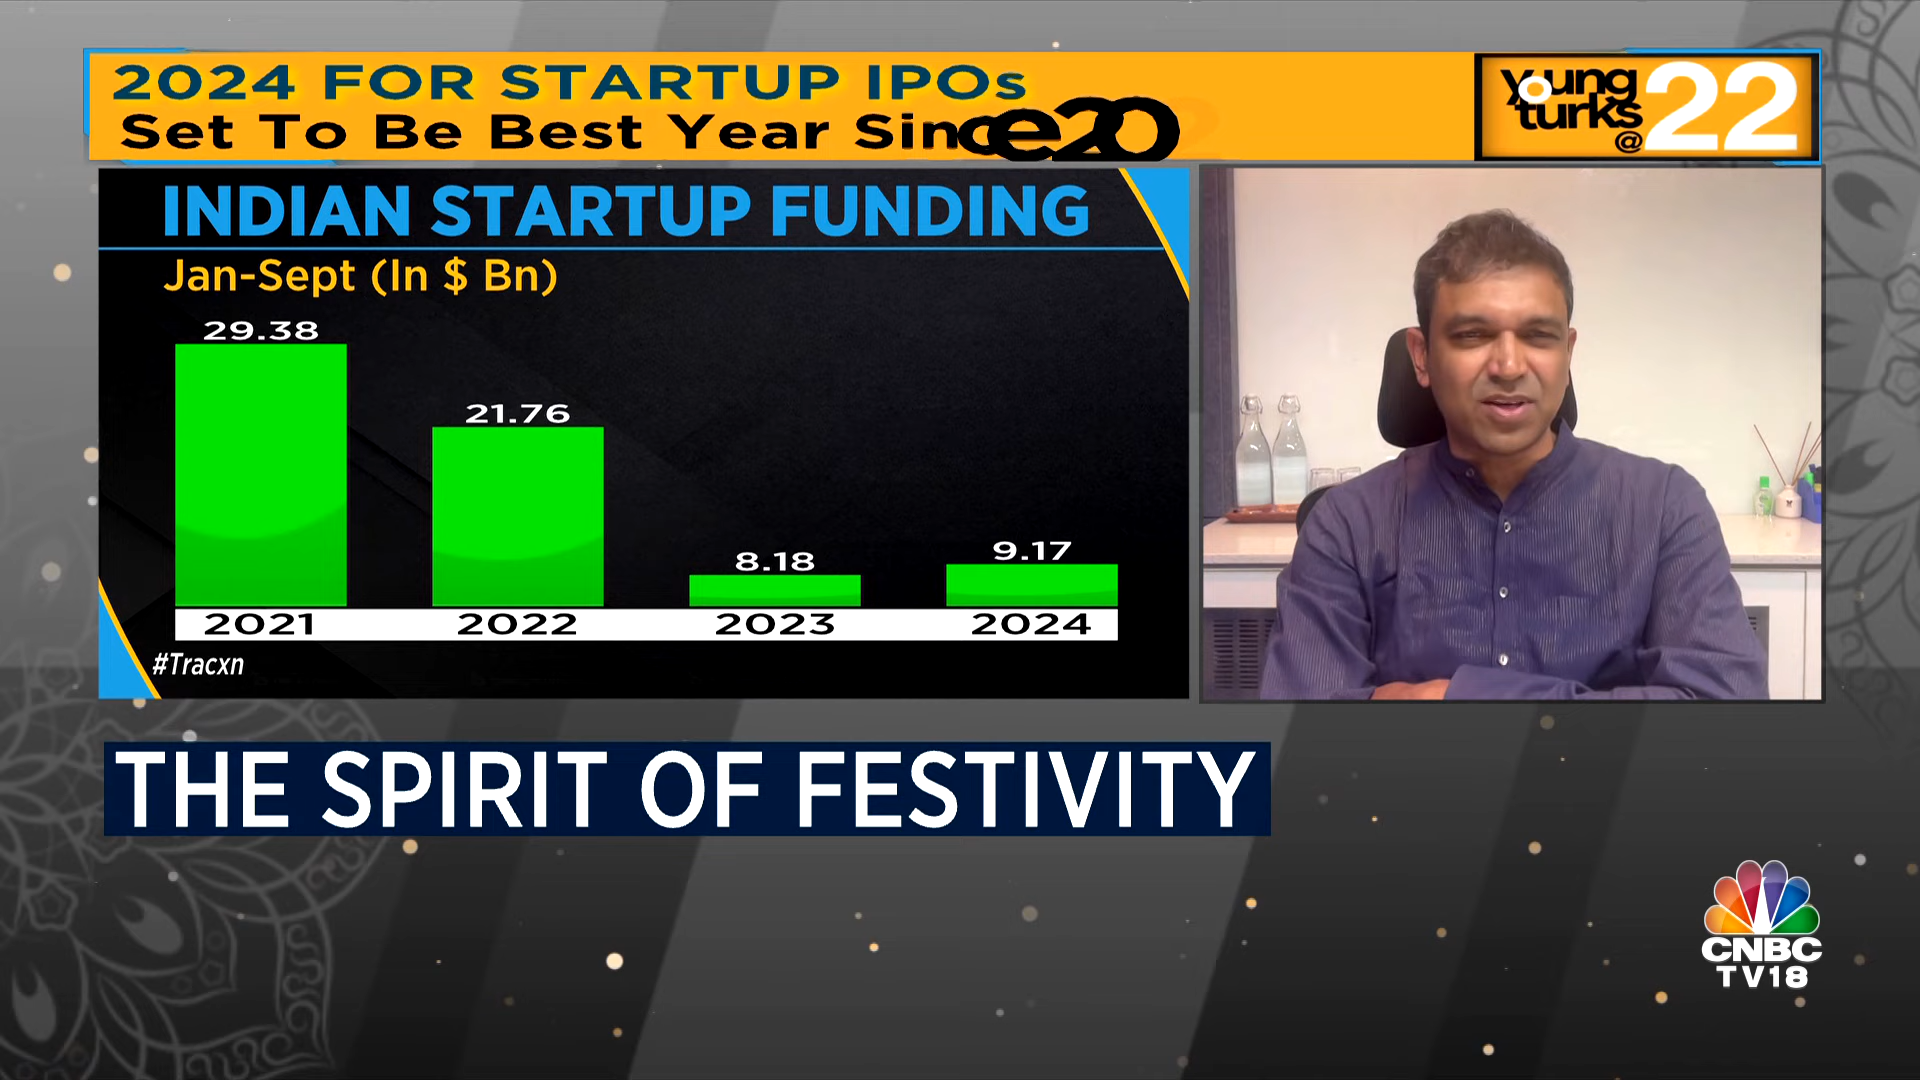 2024 FOR STARTUP IPOs
Set To Be Best Year Since 20
young
turks
@22
INDIAN STARTUP FUNDING
Jan-Sept (In $ Bn)
29.38
21.76
8.18
9.17
2021
2022
2023
2024
#Tracxn
THE SPIRIT OF FESTIVITY
CNBC
TV18